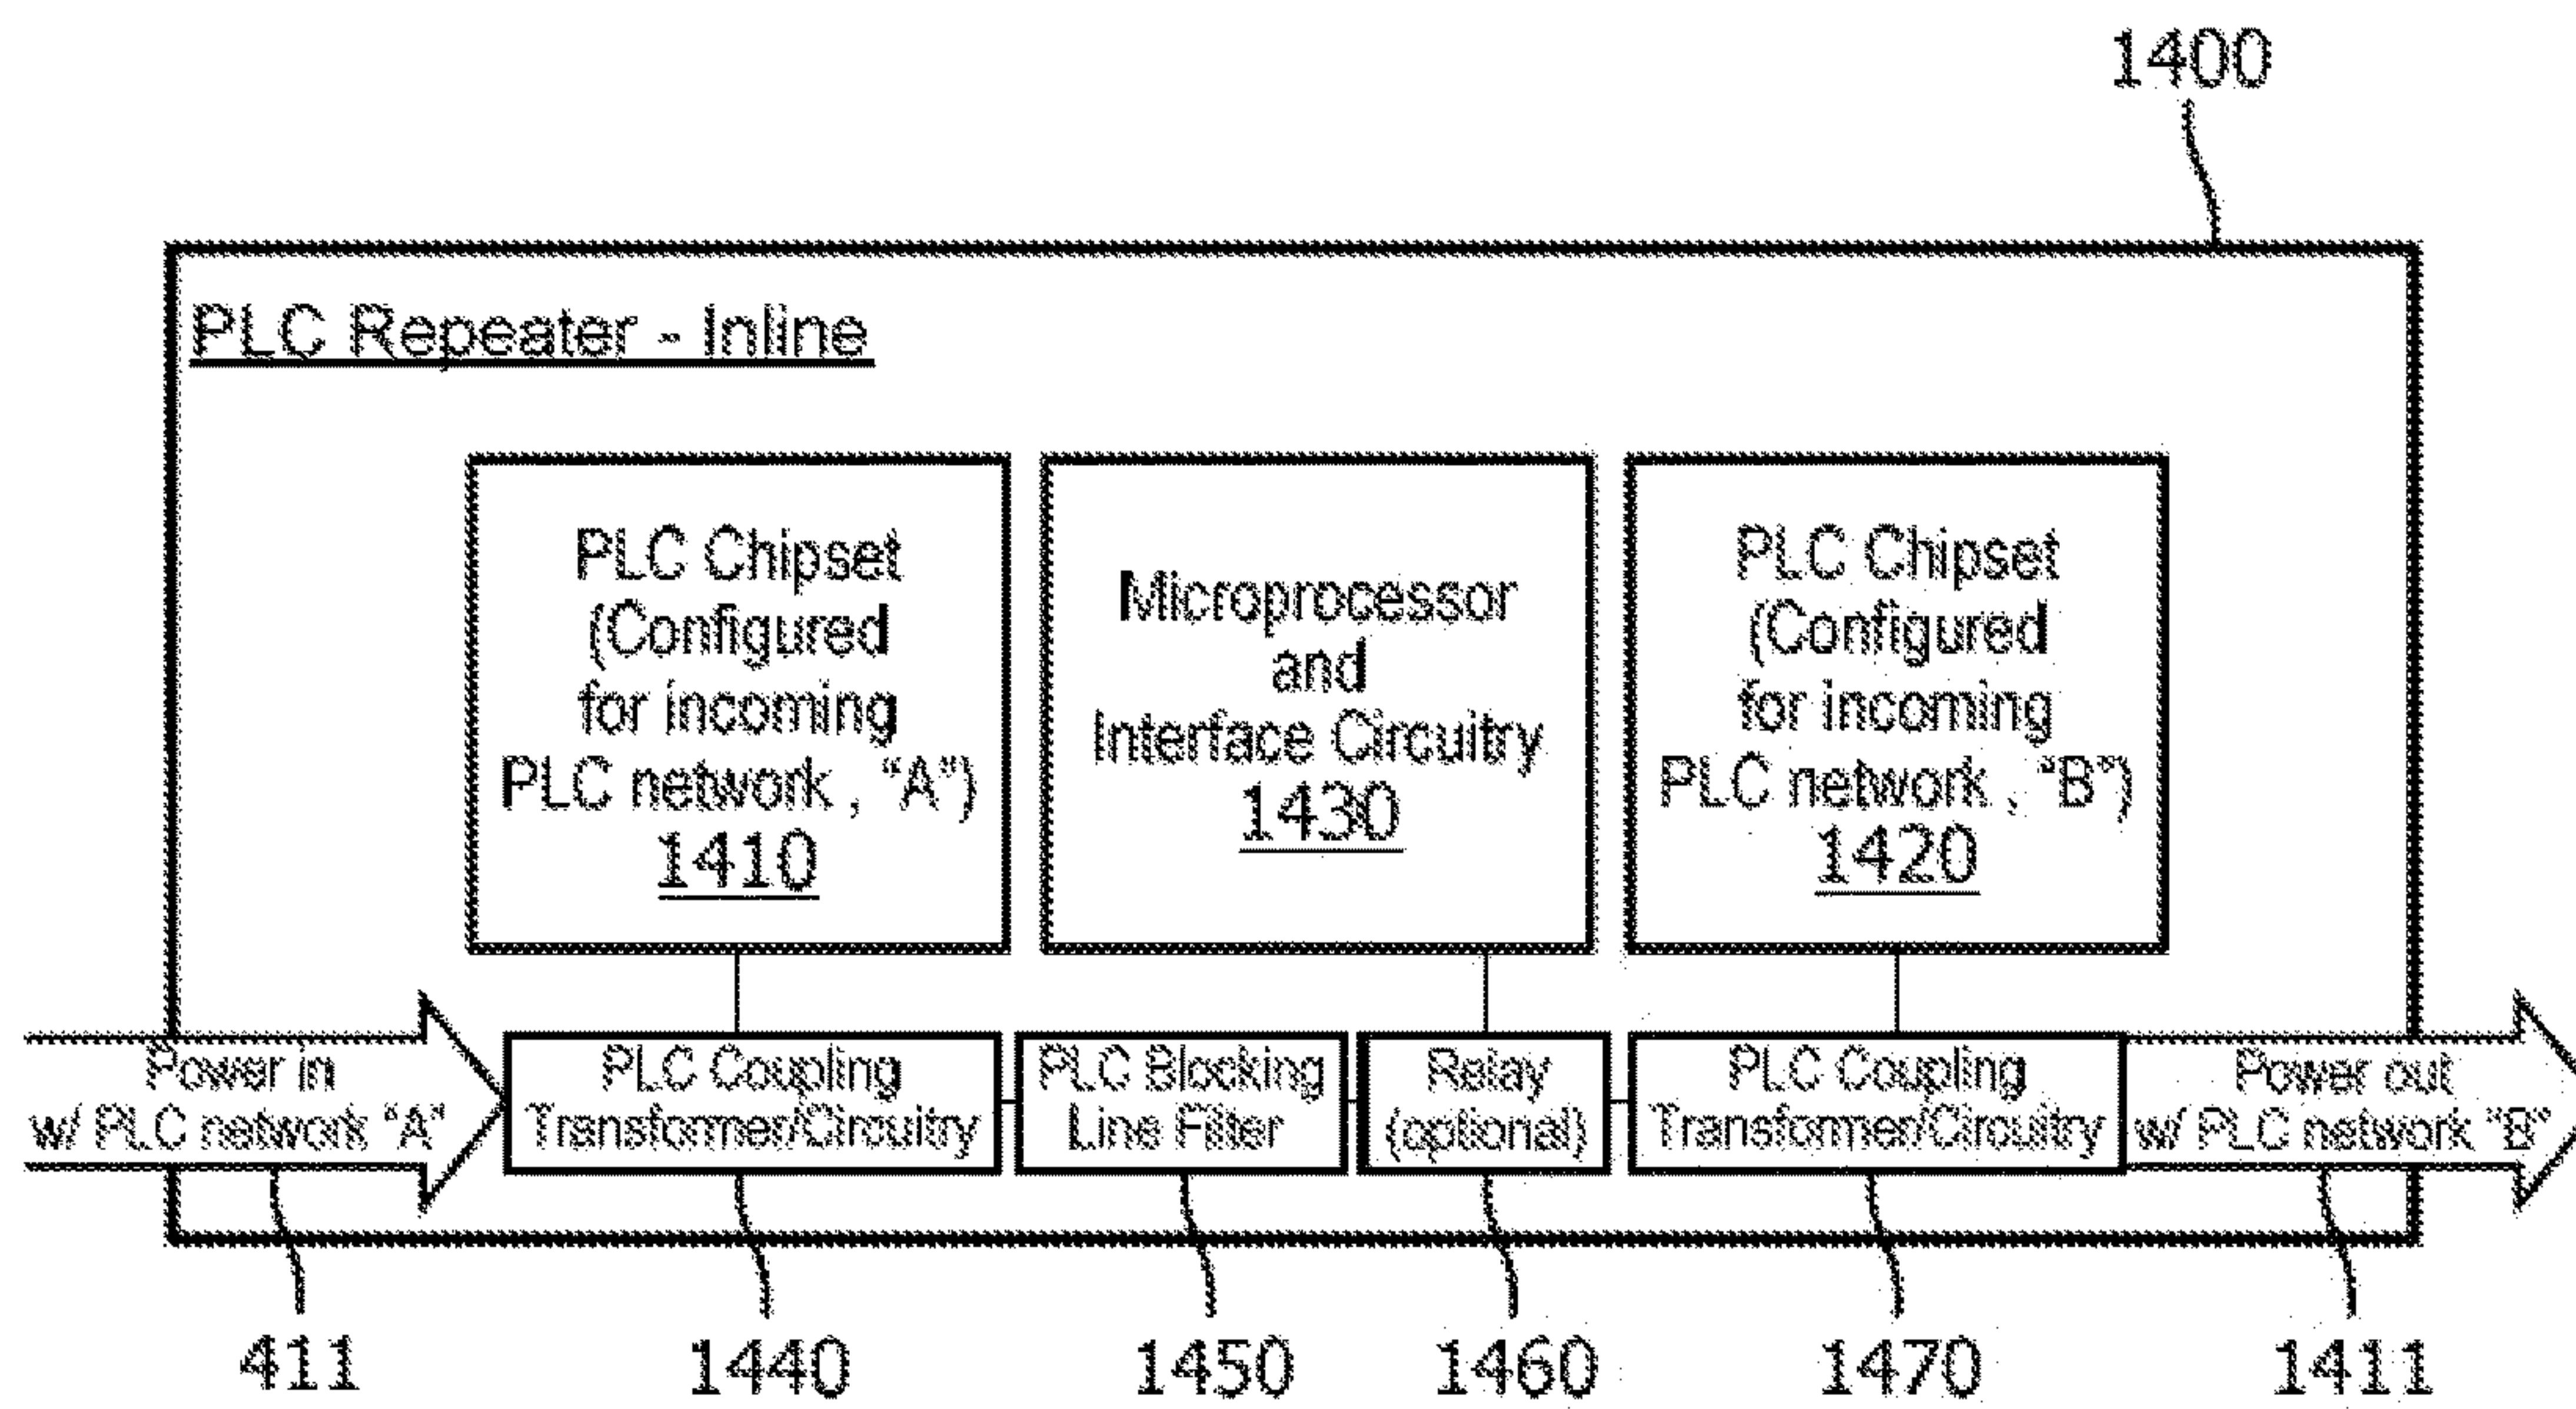 1400
PLC Repeater - Inline
PLC Chipset
(Configured
for incoming
PLC network , “A”)
1410
Microprocessor
and
Interface Circuitry
1430
PLC Chipset
(Configured
for incoming
PLC network , “B”)
1420
Power in
w/ PLC network “A”
PLC Coupling
Transformer/Circuitry
PLC Blocking
Line Filter
Relay
(optional)
PLC Coupling
Transformer/Circuitry
Power out
w/ PLC network “B”
411
1440
1450
1460
1470
1411